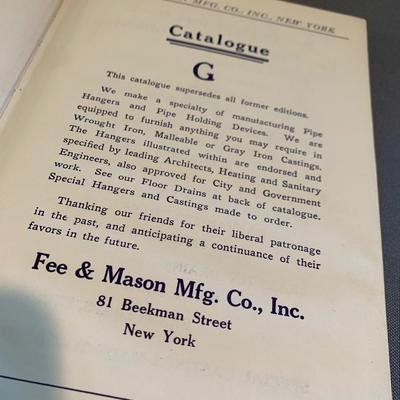 MFG. CO., INC., NEW YORK
Catalogue
G
This catalogue supersedes all former editions.
We make a specialty of manufacturing Pipe
Hangers and Pipe Holding Devices. We are
equipped to furnish anything you may require in
Wrought Iron, Malleable or Gray Iron Castings.
The Hangers illustrated within are endorsed and
specified by leading Architects, Heating and Sanitary
Engineers, also approved for City and Government
work. See our Floor Drains at back of catalogue.
Special Hangers and Castings made to order.
Thanking our friends for their liberal patronage
in the past, and anticipating a continuance of their
favors in the future.
Fee & Mason Mfg. Co., Inc.
81 Beekman Street
New York